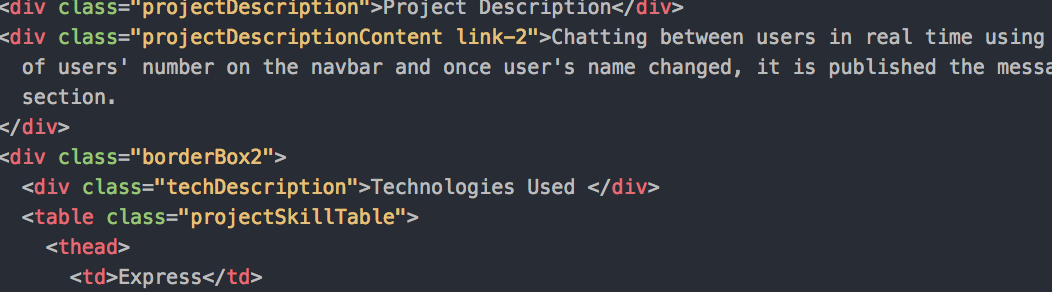 <div class="projectDescription">Project Description</div>
<div class="projectDescriptionContent link-2">Chatting between users in real time using
of users' number on the navbar and once user's name changed, it is published the messa
section.
</div>
<div class="borderBox2">
<div class="techDescription">Technologies Used </div>
<table class="projectSkillTable">
<thead>
<td>Express</td>